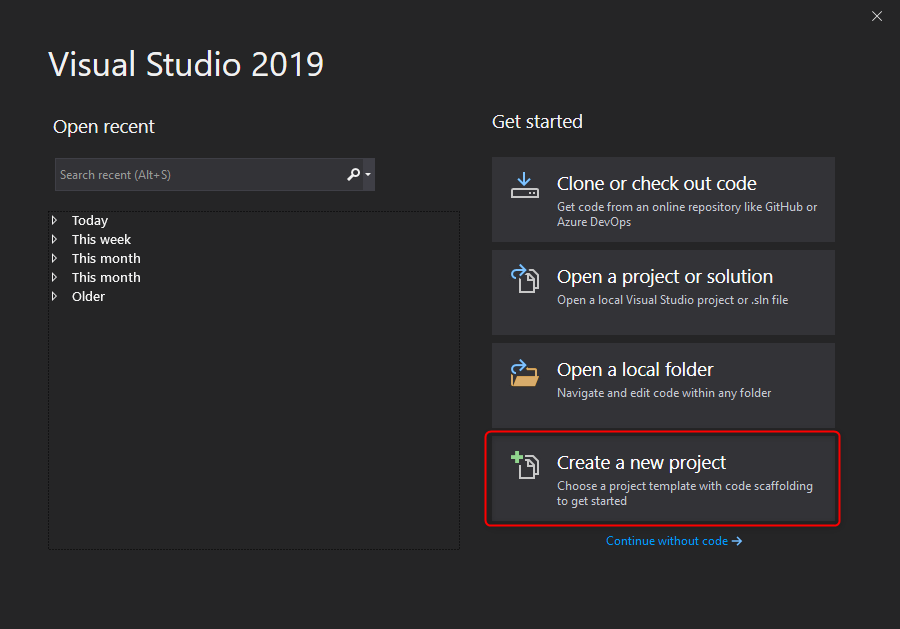 Visual Studio 2019
Open recent
Search recent (Alt+S)
Today
This week
This month
This month
Older
Get started
Clone or check out code
Get code from an online repository like GitHub or
Azure DevOps
Open a project or solution
Open a local Visual Studio project or .sln file
Open a local folder
Navigate and edit code within any folder
Create a new project
Choose a project template with code scaffolding
to get started
Continue without code